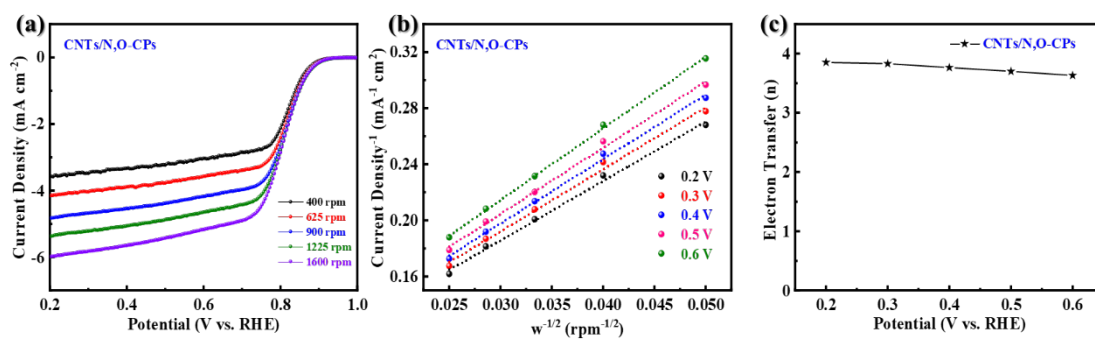 (a)
CNTs/N,O-CPs
Current Density (mA cm⁻²)
0
-2
-4
-6
400 rpm
625 rpm
900 rpm
1225 rpm
1600 rpm
0.2
0.4
0.6
0.8
1.0
Potential (V vs. RHE)
(b)
CNTs/N,O-CPs
Current Density⁻¹ (mA⁻¹ cm²)
0.32
0.28
0.24
0.20
0.16
0.2 V
0.3 V
0.4 V
0.5 V
0.6 V
0.025
0.030
0.035
0.040
0.045
0.050
w⁻¹/² (rpm⁻¹/²)
(c)
CNTs/N,O-CPs
Electron Transfer (n)
5
4
3
2
1
0
0.2
0.3
0.4
0.5
0.6
Potential (V vs. RHE)